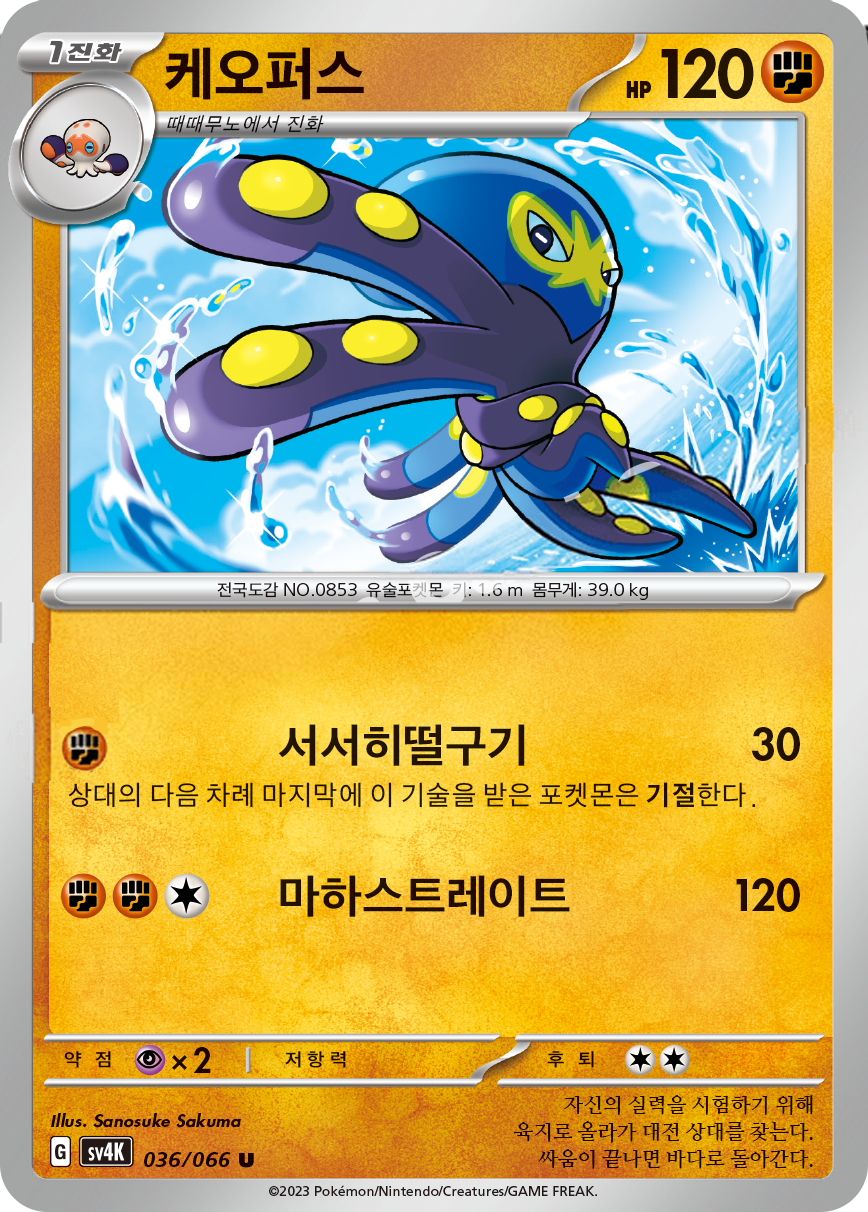 1진화
케오퍼스
HP 120
때때무노에서 진화
전국도감 NO.0853 유술포켓몬 키: 1.6 m 몸무게: 39.0 kg
서서히떨구기 30
상대의 다음 차례 마지막에 이 기술을 받은 포켓몬은 기절한다.
마하스트레이트 120
약점 ×2 저항력 후퇴
Illus. Sanosuke Sakuma
자신의 실력을 시험하기 위해
육지로 올라가 대전 상대를 찾는다.
싸움이 끝나면 바다로 돌아간다.
G sv4K 036/066 U
©2023 Pokémon/Nintendo/Creatures/GAME FREAK.